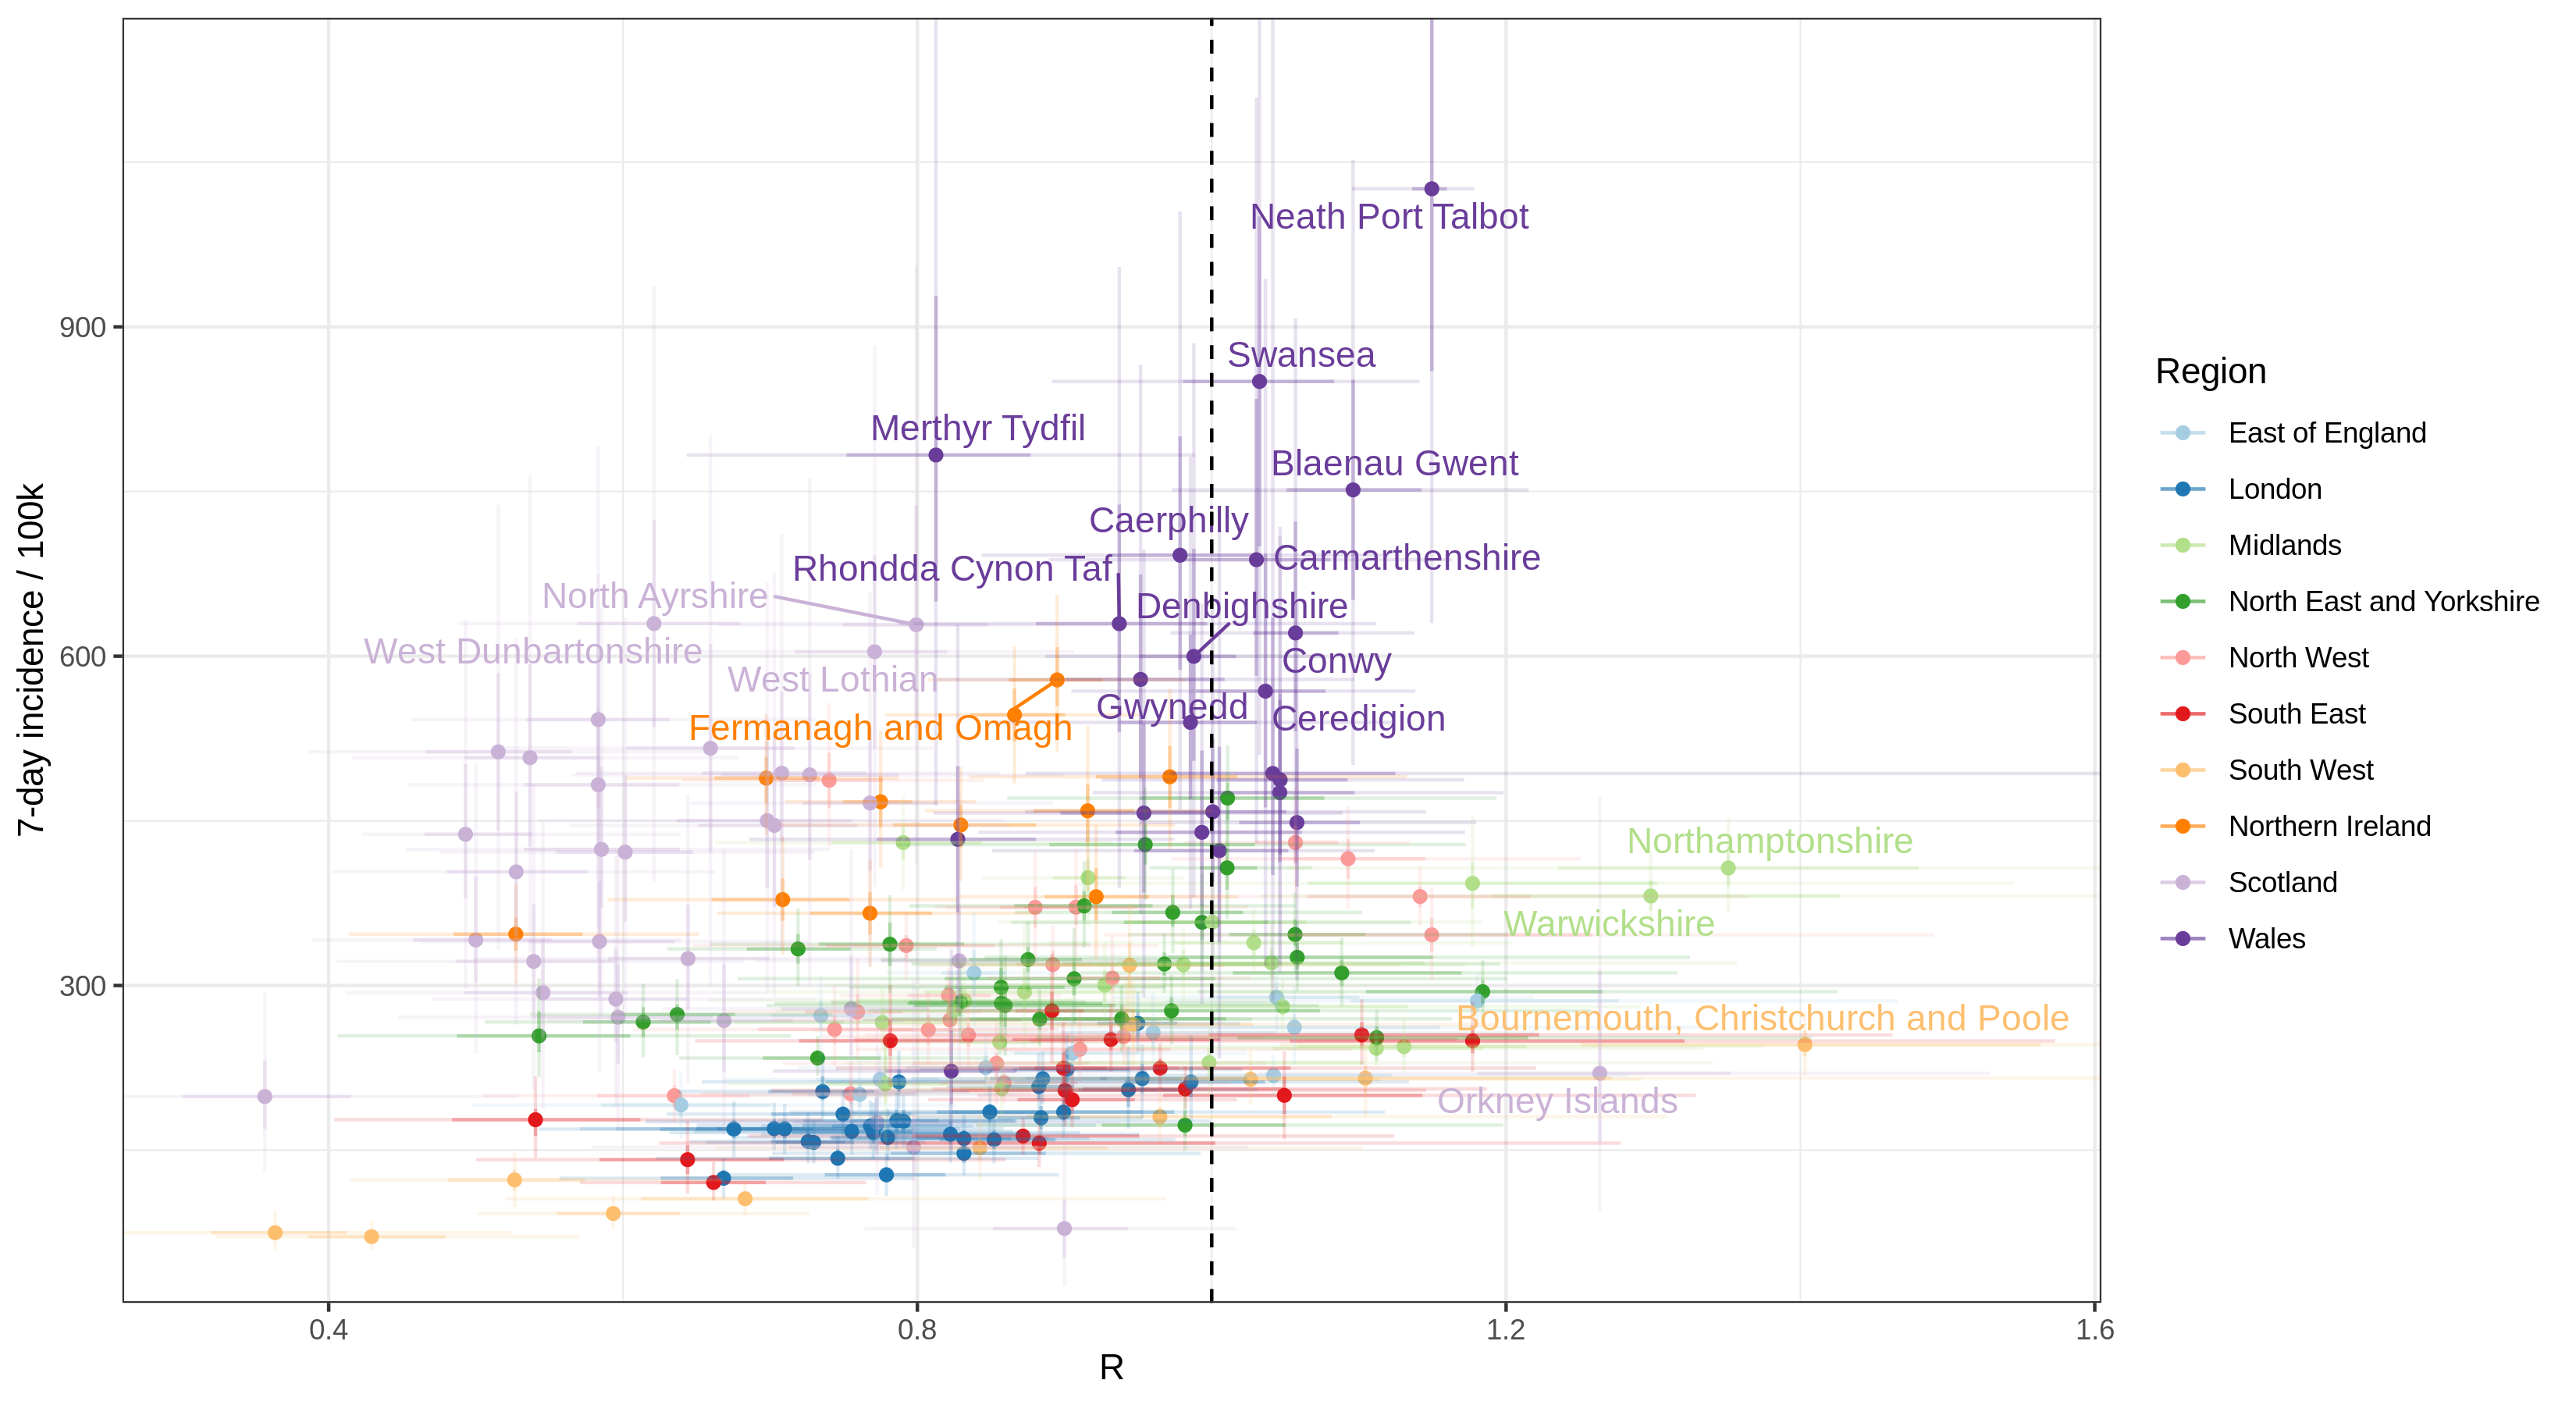 Neath Port Talbot
900
Swansea
Merthyr Tydfil
Blaenau Gwent
Caerphilly
Carmarthenshire
Rhondda Cynon Taf
North Ayrshire
Denbighshire
West Dunbartonshire
600
Conwy
West Lothian
Gwynedd
Ceredigion
Fermanagh and Omagh
Northamptonshire
Warwickshire
300
Bournemouth, Christchurch and Poole
Orkney Islands
0.4
0.8
1.2
1.6
R
7-day incidence / 100k
Region
East of England
London
Midlands
North East and Yorkshire
North West
South East
South West
Northern Ireland
Scotland
Wales